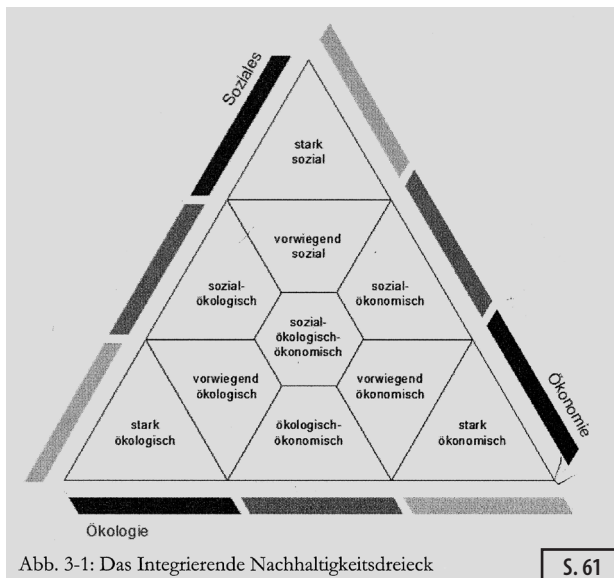 Soziales
stark
sozial
vorwiegend
sozial
sozial-
ökologisch
sozial-
ökonomisch
sozial-
ökologisch-
ökonomisch
vorwiegend
ökologisch
vorwiegend
ökonomisch
stark
ökologisch
ökologisch-
ökonomisch
stark
ökonomisch
Ökonomie
Ökologie
Abb. 3-1: Das Integrierende Nachhaltigkeitsdreieck
S. 61